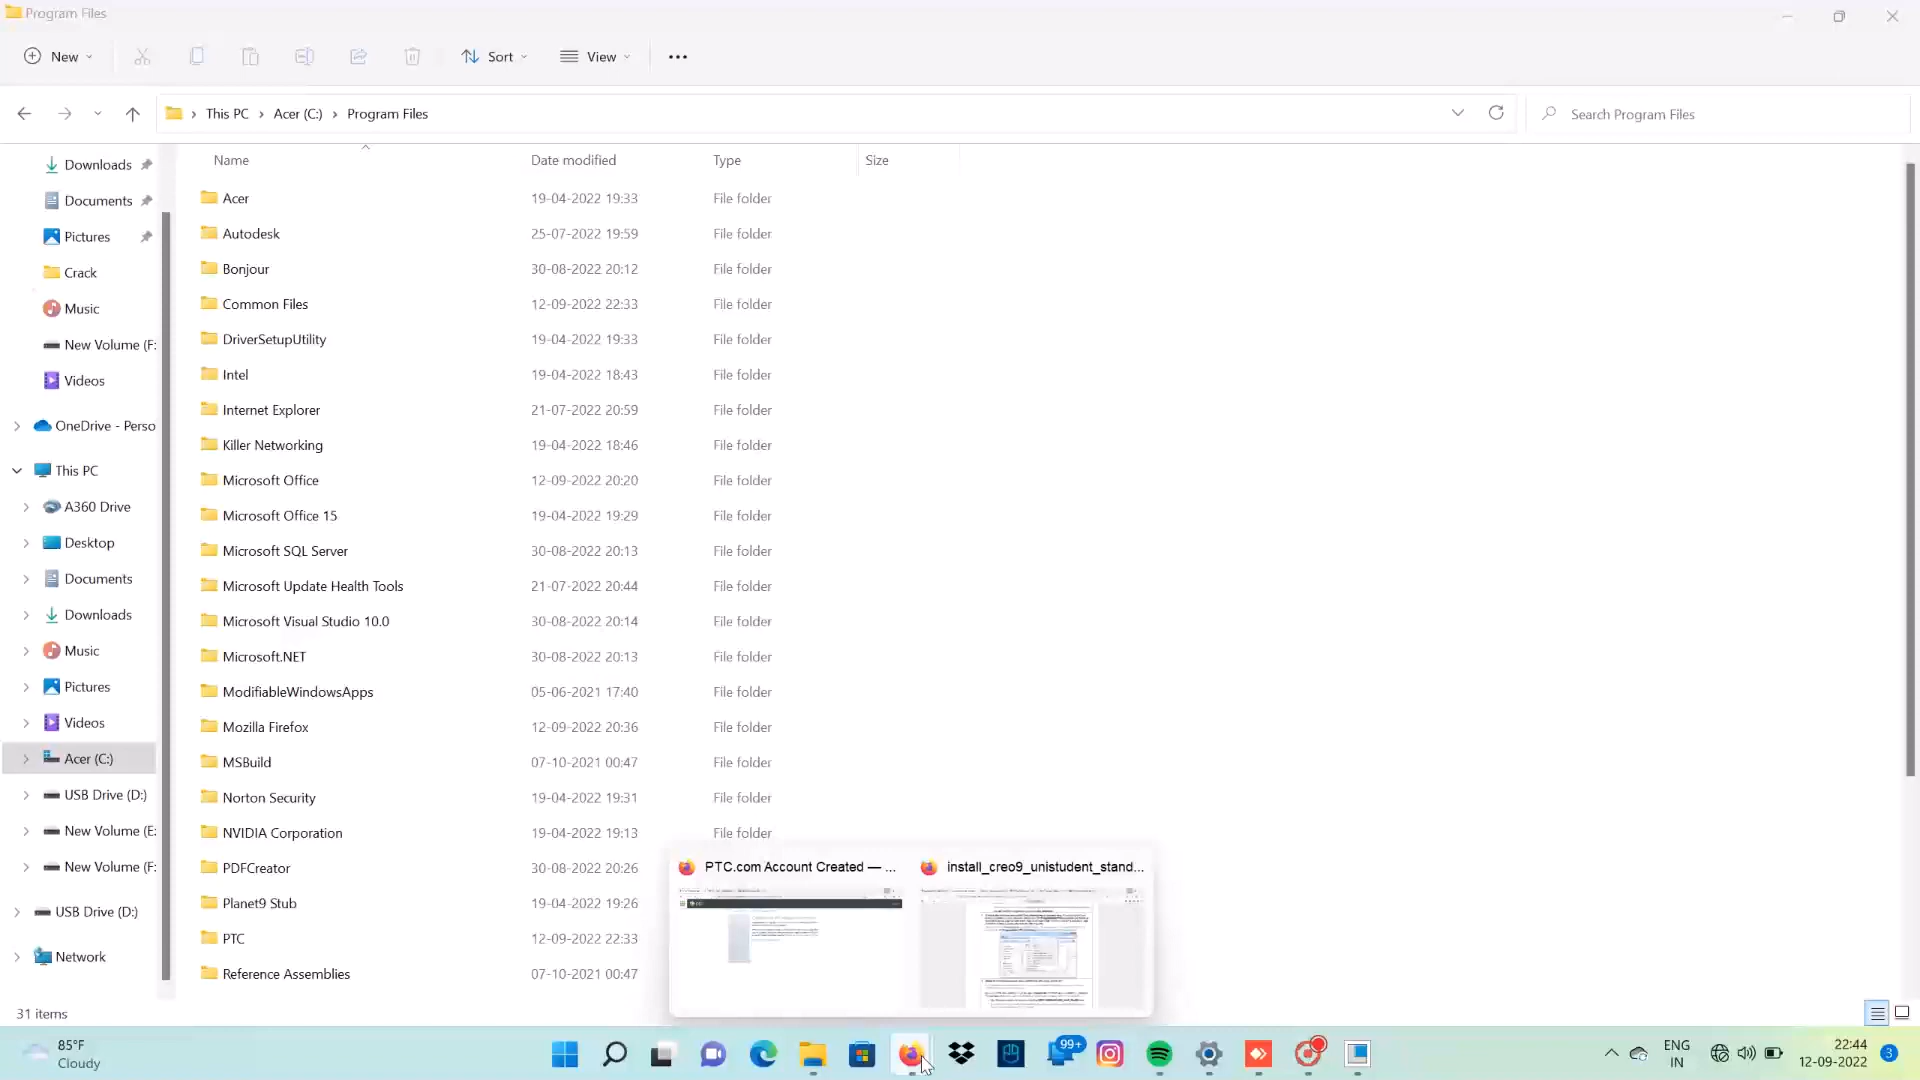 Program Files
New
Sort
View
This PC > Acer (C:) > Program Files
Search Program Files
Name
Date modified
Type
Size
Downloads
Documents
Pictures
Crack
Music
New Volume (F:
Videos
OneDrive - Perso
This PC
A360 Drive
Desktop
Documents
Downloads
Music
Pictures
Videos
Acer (C:)
USB Drive (D:)
New Volume (E:
New Volume (F:
USB Drive (D:)
Network
Acer 19-04-2022 19:33 File folder
Autodesk 25-07-2022 19:59 File folder
Bonjour 30-08-2022 20:12 File folder
Common Files 12-09-2022 22:33 File folder
DriverSetupUtility 19-04-2022 19:33 File folder
Intel 19-04-2022 18:43 File folder
Internet Explorer 21-07-2022 20:59 File folder
Killer Networking 19-04-2022 18:46 File folder
Microsoft Office 12-09-2022 20:20 File folder
Microsoft Office 15 19-04-2022 19:29 File folder
Microsoft SQL Server 30-08-2022 20:13 File folder
Microsoft Update Health Tools 21-07-2022 20:44 File folder
Microsoft Visual Studio 10.0 30-08-2022 20:14 File folder
Microsoft.NET 30-08-2022 20:13 File folder
ModifiableWindowsApps 05-06-2021 17:40 File folder
Mozilla Firefox 12-09-2022 20:36 File folder
MSBuild 07-10-2021 00:47 File folder
Norton Security 19-04-2022 19:31 File folder
NVIDIA Corporation 19-04-2022 19:13 File folder
PDFCreator 30-08-2022 20:26
Planet9 Stub 19-04-2022 19:26
PTC 12-09-2022 22:33
Reference Assemblies 07-10-2021 00:47
PTC.com Account Created — ...
install_creo9_unistudent_stand...
31 items
85°F
Cloudy
99+
ENG
IN
22:44
12-09-2022
3